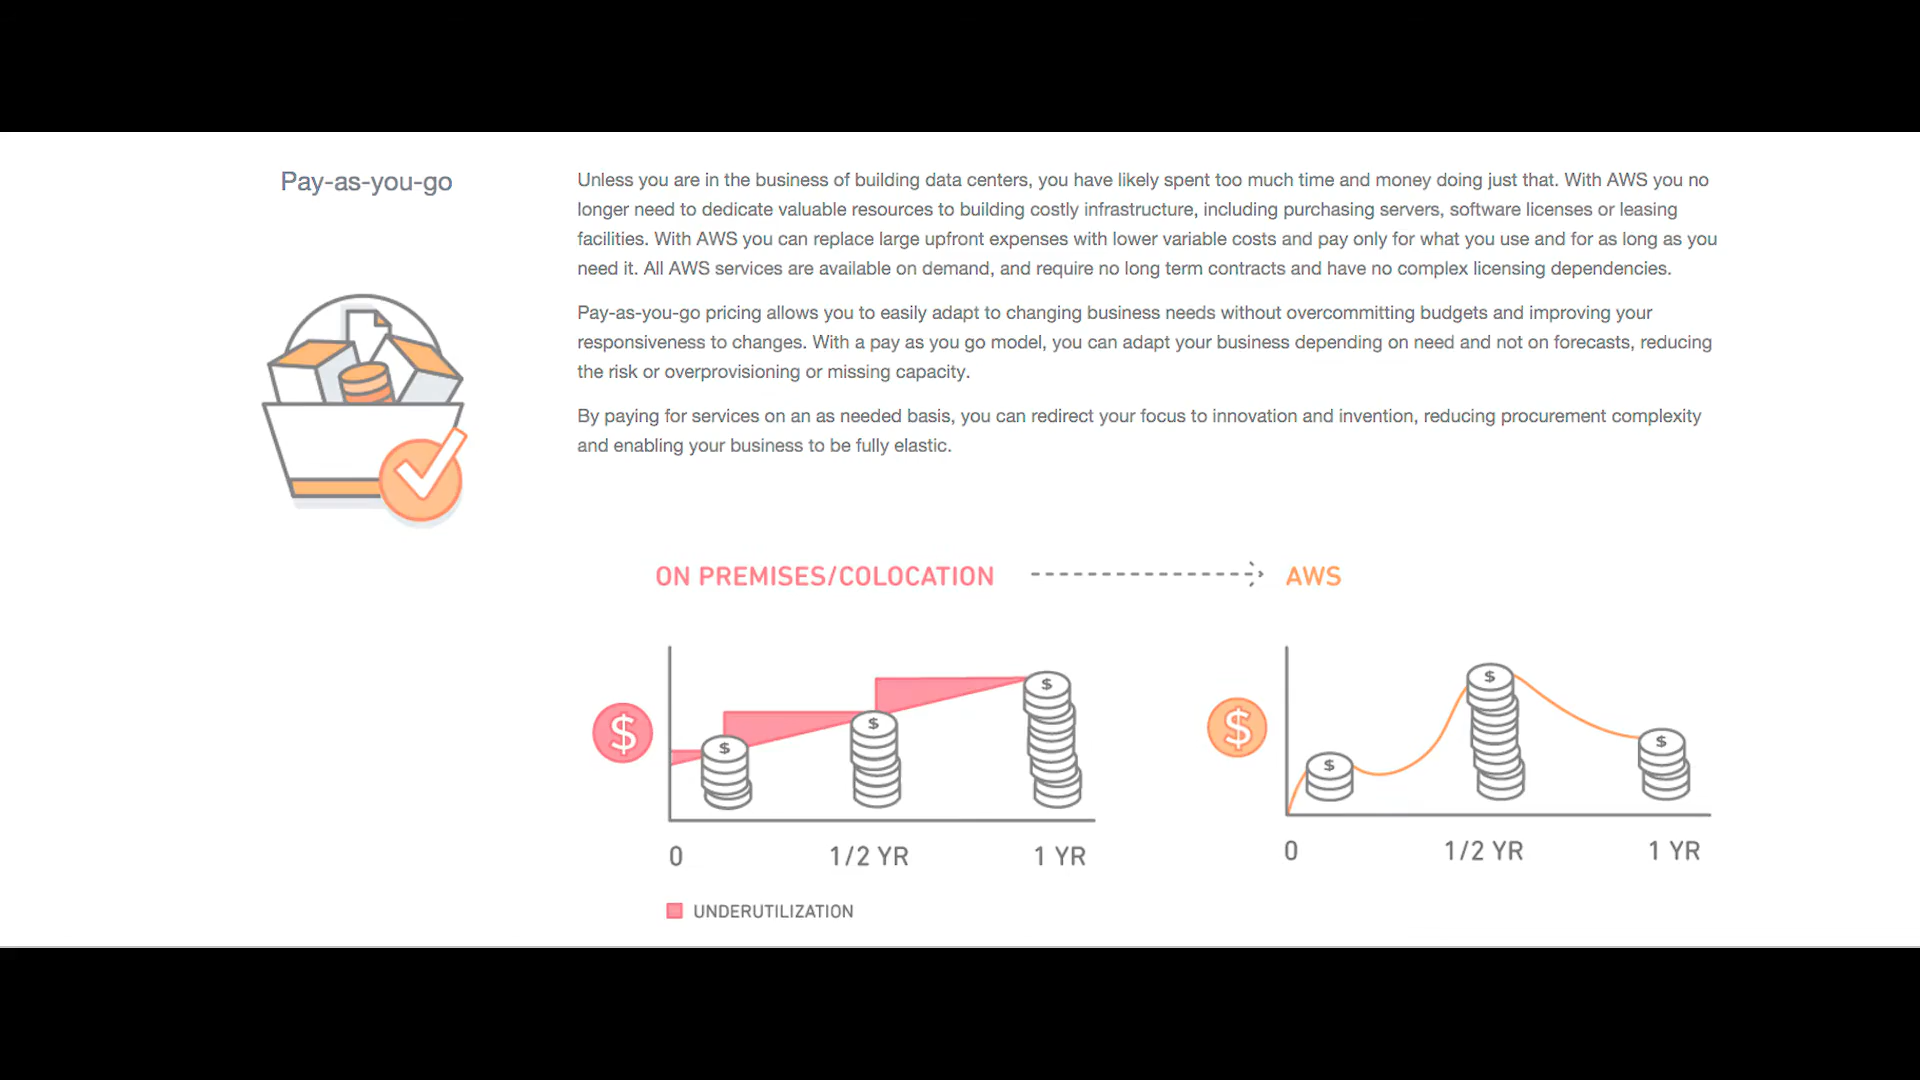 Pay-as-you-go
Unless you are in the business of building data centers, you have likely spent too much time and money doing just that. With AWS you no
longer need to dedicate valuable resources to building costly infrastructure, including purchasing servers, software licenses or leasing
facilities. With AWS you can replace large upfront expenses with lower variable costs and pay only for what you use and for as long as you
need it. All AWS services are available on demand, and require no long term contracts and have no complex licensing dependencies.
Pay-as-you-go pricing allows you to easily adapt to changing business needs without overcommitting budgets and improving your
responsiveness to changes. With a pay as you go model, you can adapt your business depending on need and not on forecasts, reducing
the risk or overprovisioning or missing capacity.
By paying for services on an as needed basis, you can redirect your focus to innovation and invention, reducing procurement complexity
and enabling your business to be fully elastic.
ON PREMISES/COLOCATION
$
$
$
$
0
1/2 YR
1 YR
UNDERUTILIZATION
AWS
$
$
$
$
0
1/2 YR
1 YR